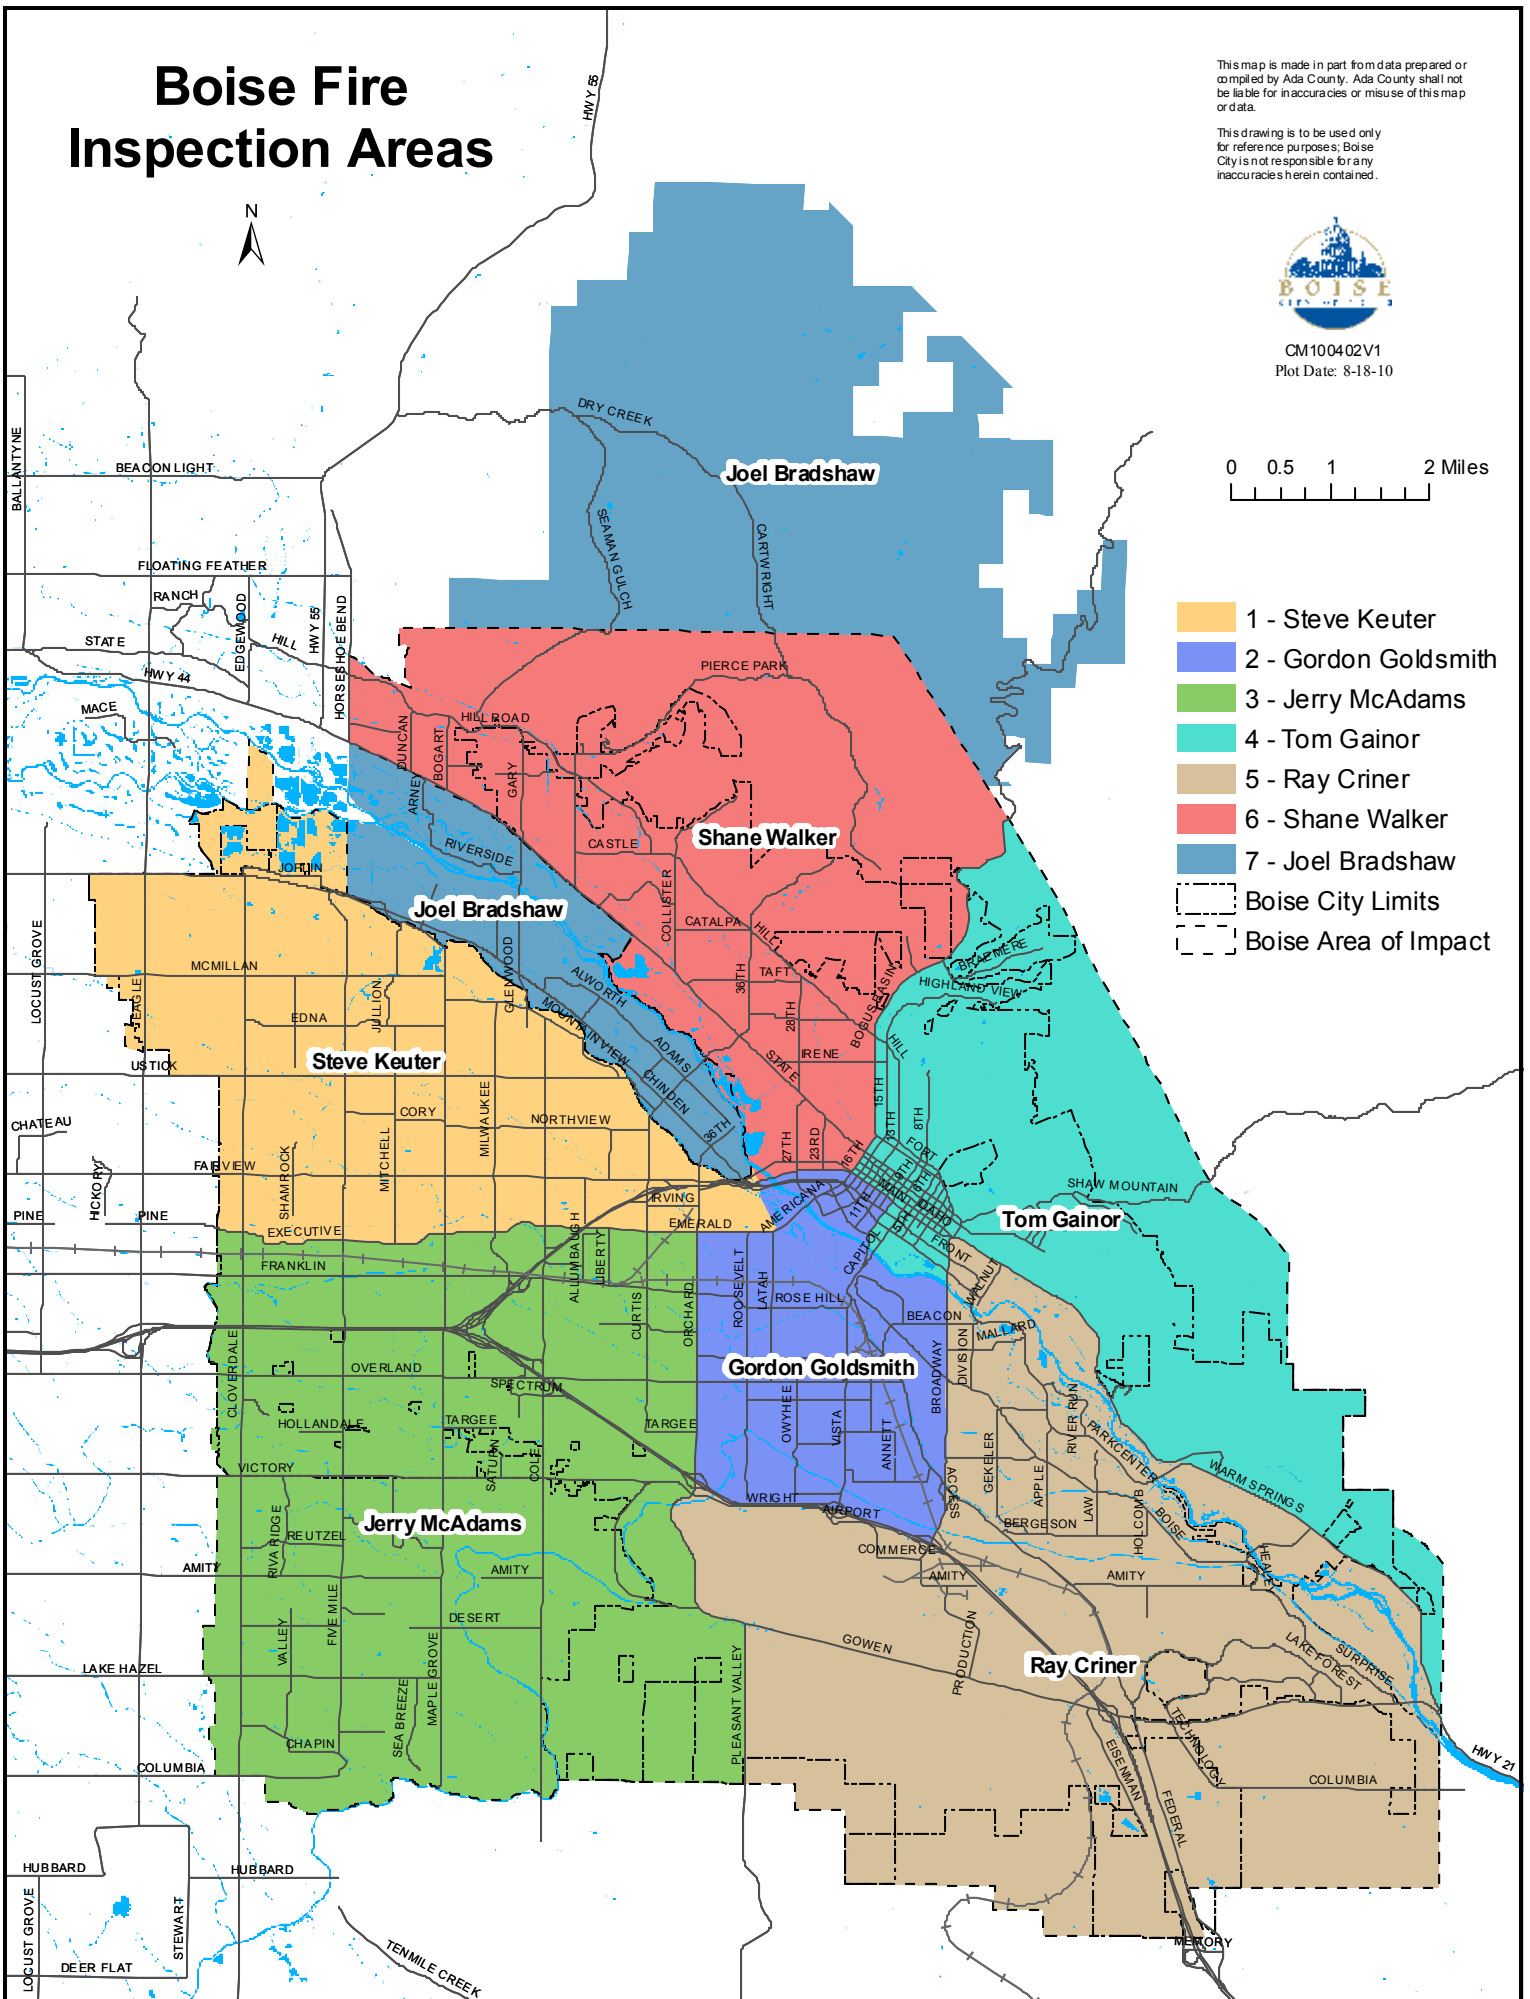 Boise Fire
Inspection Areas
N
This map is made in part from data prepared or
compiled by Ada County. Ada County shall not
be liable for inaccuracies or misuse of this map
or data.
This drawing is to be used only
for reference purposes; Boise
City is not responsible for any
inaccuracies herein contained.
BOISE
CM100402V1
Plot Date: 8-18-10
0 0.5 1 2 Miles
1 - Steve Keuter
2 - Gordon Goldsmith
3 - Jerry McAdams
4 - Tom Gainor
5 - Ray Criner
6 - Shane Walker
7 - Joel Bradshaw
Boise City Limits
Boise Area of Impact
HWY 55
DRY CREEK
BALLANTYNE
BEACON LIGHT
Joel Bradshaw
SEAMAN GULCH
CARTWRIGHT
FLOATING FEATHER
RANCH
EDGEWOOD
HILL
HWY 55
HORSESHOE BEND
STATE
HWY 44
MACE
PIERCE PARK
HILL ROAD
DUNCAN
BOGART
ARNEY
GARY
RIVERSIDE
CASTLE
Shane Walker
JOPLIN
Joel Bradshaw
COLLISTER
CATALPA
HILL
LOCUST GROVE
MCMILLAN
EAGLE
JULLION
GLENWOOD
ALWORTH
36TH
TAFT
BRAEMERE
HIGHLAND VIEW
BOGUS BASIN
EDNA
MOUNTAIN VIEW
ADAMS
28TH
HILL
USTICK
Steve Keuter
CHINDEN
STATE
IRENE
15TH
13TH
8TH
CHATEAU
CORY
MILWAUKEE
NORTHVIEW
36TH
27TH
23RD
16TH
FORT
FAIRVIEW
HICKORY
SHAMROCK
MITCHELL
9TH
6TH
MAIN
IDAHO
SHAW MOUNTAIN
PINE
PINE
IRVING
AMERICANA
11TH
5TH
Tom Gainor
EXECUTIVE
EMERALD
CAPITOL
FRONT
FRANKLIN
ALLUMBAUGH
LIBERTY
ROOSEVELT
LATAH
WALNUT
CURTIS
ORCHARD
ROSE HILL
BEACON
MALLARD
CLOVERDALE
OVERLAND
Gordon Goldsmith
BROADWAY
DIVISION
SPECTRUM
OWYHEE
VISTA
ANNETT
HOLLANDALE
TARGEE
TARGEE
RIVER RUN
PARKCENTER
GEKELER
VICTORY
SATURN
COLE
WARM SPRINGS
WRIGHT
AIRPORT
ACCESS
APPLE
LAW
HOLCOMB
BOISE
RIVA RIDGE
REUTZEL
Jerry McAdams
BERGESON
COMMERCE
HEALEY
AMITY
AMITY
AMITY
AMITY
VALLEY
FIVE MILE
DESERT
GOWEN
PRODUCTION
LAKE HAZEL
MAPLE GROVE
PLEASANT VALLEY
Ray Criner
LAKE FOREST
SURPRISE
SEA BREEZE
CHAPIN
TECHNOLOGY
EISENMAN
HWY 21
COLUMBIA
COLUMBIA
FEDERAL
HUBBARD
HUBBARD
LOCUST GROVE
STEWART
MEMORY
DEER FLAT
TENMILE CREEK